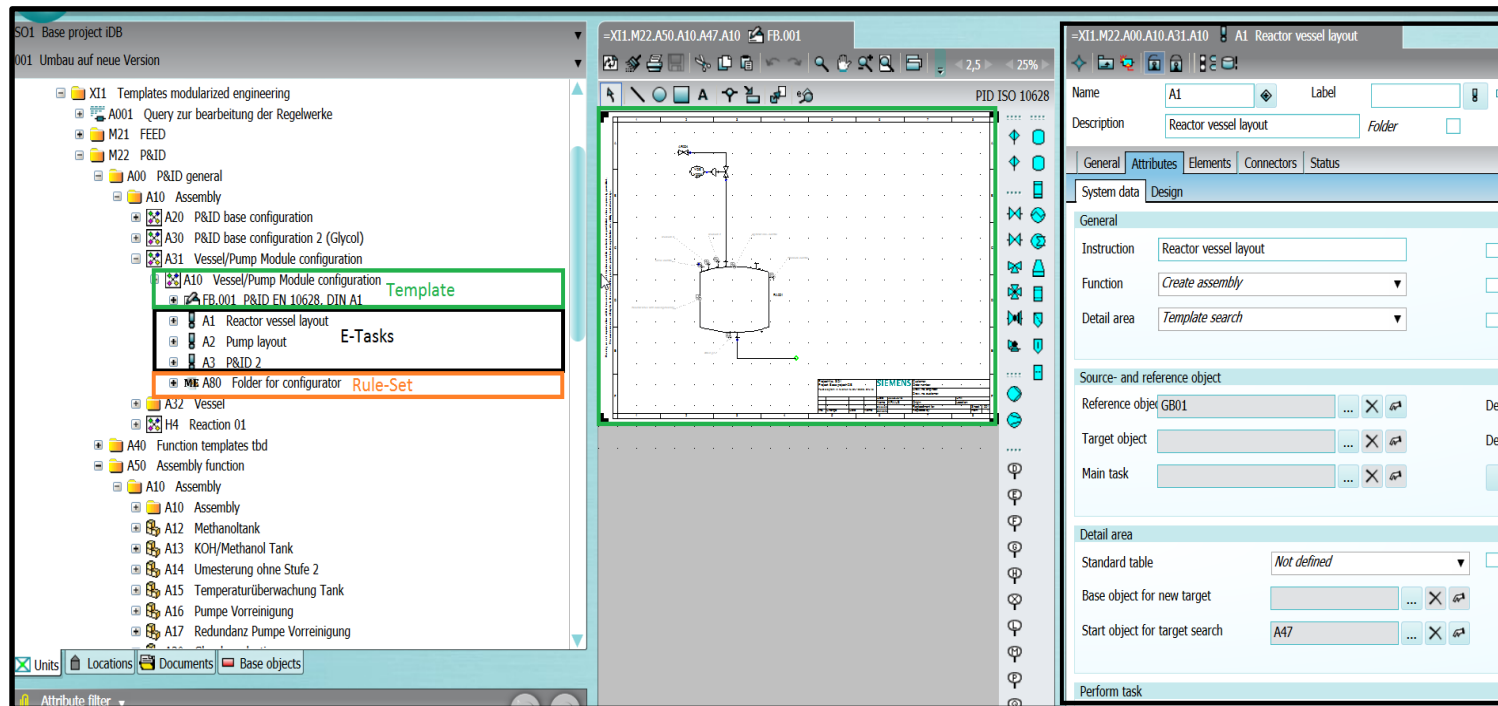 SO1 Base project iDB
001 Umbau auf neue Version
XI1 Templates modularized engineering
A001 Query zur bearbeitung der Regelwerke
M21 FEED
M22 P&ID
A00 P&ID general
A10 Assembly
A20 P&ID base configuration
A30 P&ID base configuration 2 (Glycol)
A31 Vessel/Pump Module configuration
A10 Vessel/Pump Module configuration
Template
FB.001 P&ID EN 10628, DIN A1
A1 Reactor vessel layout
E-Tasks
A2 Pump layout
A3 P&ID 2
ME A80 Folder for configurator
Rule-Set
A32 Vessel
H4 Reaction 01
A40 Function templates tbd
A50 Assembly function
A10 Assembly
A10 Assembly
A12 Methanoltank
A13 KOH/Methanol Tank
A14 Umesterung ohne Stufe 2
A15 Temperaturüberwachung Tank
A16 Pumpe Vorreinigung
A17 Redundanz Pumpe Vorreinigung
Units Locations Documents Base objects
Attribute filter
=XI1.M22.A50.A10.A47.A10 FB.001
2,5 25%
A PID ISO 10628
SIEMENS
=XI1.M22.A00.A10.A31.A10 A1 Reactor vessel layout
Name A1 Label
Description Reactor vessel layout Folder
General Attributes Elements Connectors Status
System data Design
General
Instruction Reactor vessel layout
Function Create assembly
Detail area Template search
Source- and reference object
Reference objec GB01 ... De
Target object ... De
Main task ...
Detail area
Standard table Not defined
Base object for new target ...
Start object for target search A47 ...
Perform task